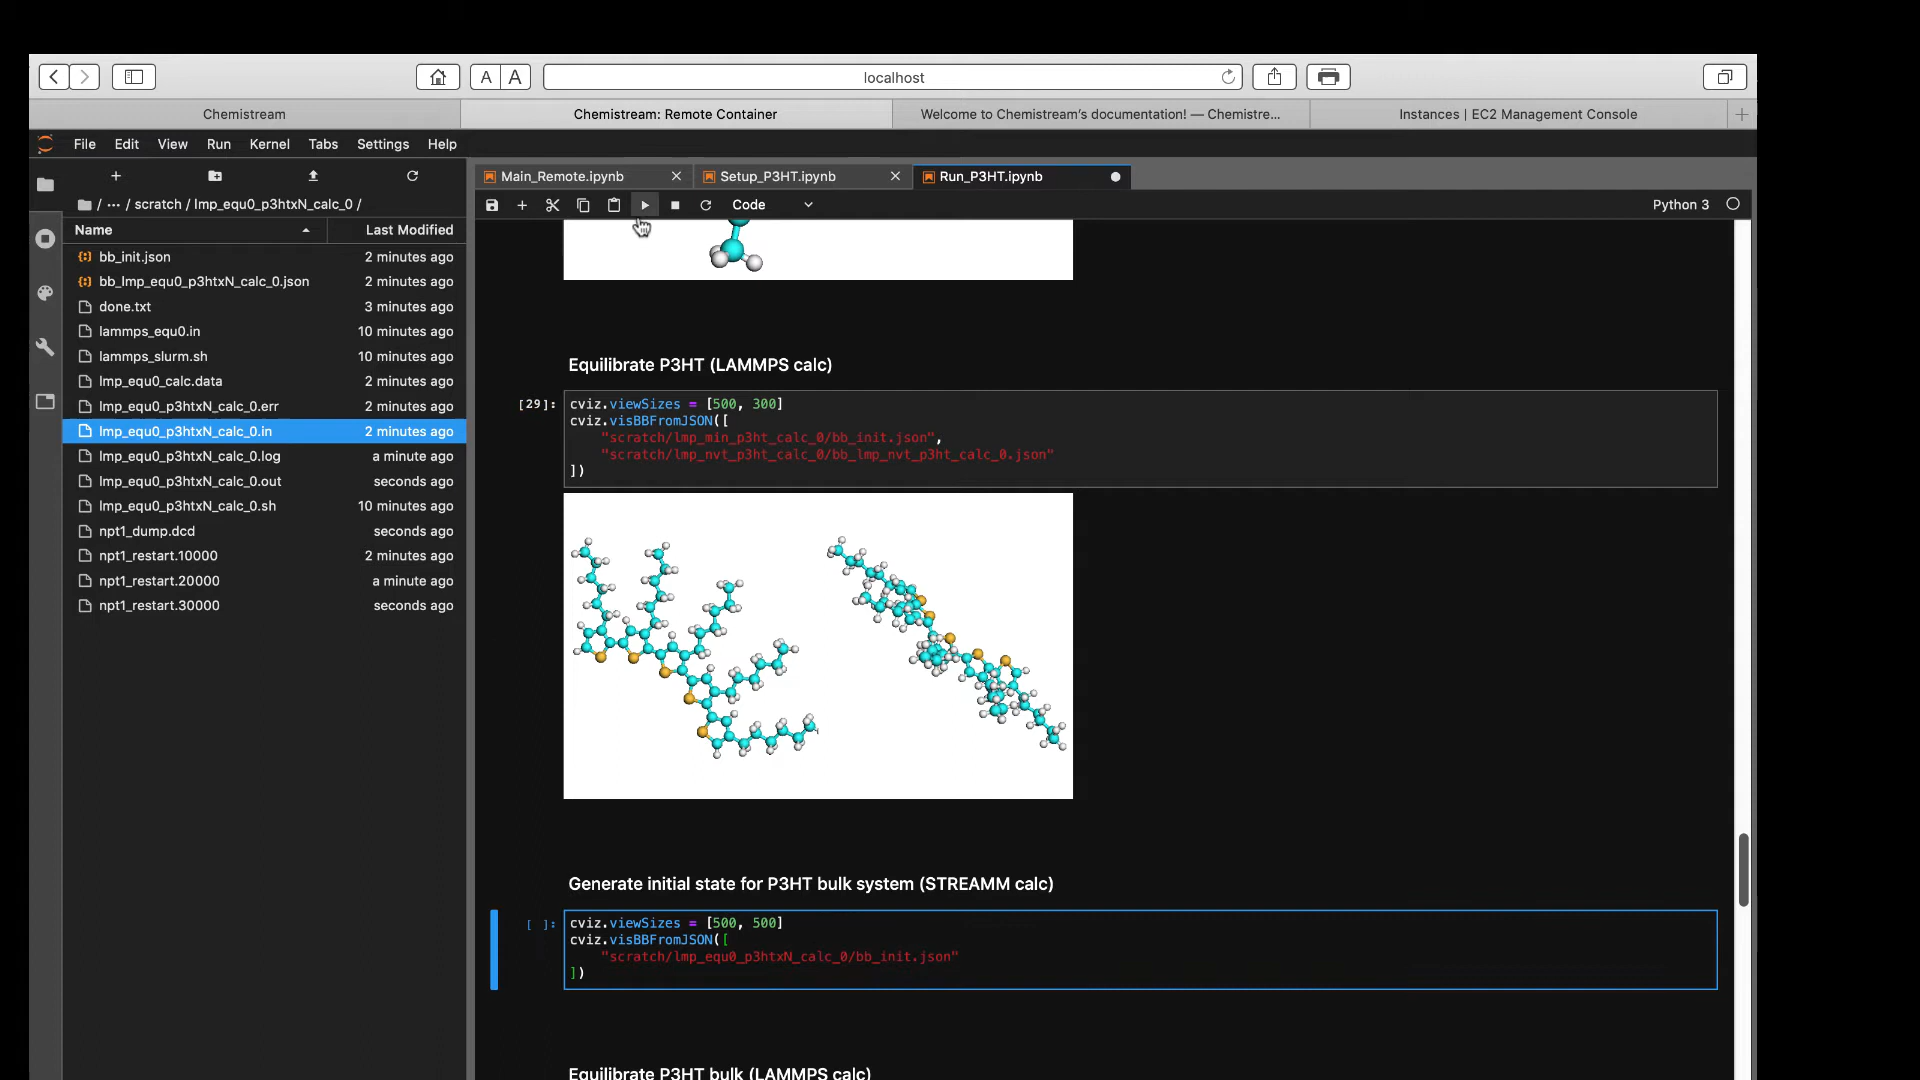 A A
localhost
Chemistream
Chemistream: Remote Container
Welcome to Chemistream's documentation! — Chemistre...
Instances | EC2 Management Console
File Edit View Run Kernel Tabs Settings Help
Main_Remote.ipynb
Setup_P3HT.ipynb
Run_P3HT.ipynb
Code
Python 3
/ ··· / scratch / lmp_equ0_p3htxN_calc_0 /
Name Last Modified
bb_init.json 2 minutes ago
bb_lmp_equ0_p3htxN_calc_0.json 2 minutes ago
done.txt 3 minutes ago
lammps_equ0.in 10 minutes ago
lammps_slurm.sh 10 minutes ago
lmp_equ0_calc.data 2 minutes ago
lmp_equ0_p3htxN_calc_0.err 2 minutes ago
lmp_equ0_p3htxN_calc_0.in 2 minutes ago
lmp_equ0_p3htxN_calc_0.log a minute ago
lmp_equ0_p3htxN_calc_0.out seconds ago
lmp_equ0_p3htxN_calc_0.sh 10 minutes ago
npt1_dump.dcd seconds ago
npt1_restart.10000 2 minutes ago
npt1_restart.20000 a minute ago
npt1_restart.30000 seconds ago
Equilibrate P3HT (LAMMPS calc)
[29]: cviz.viewSizes = [500, 300]
cviz.visBBFromJSON([
"scratch/lmp_min_p3ht_calc_0/bb_init.json",
"scratch/lmp_nvt_p3ht_calc_0/bb_lmp_nvt_p3ht_calc_0.json"
])
Generate initial state for P3HT bulk system (STREAMM calc)
[ ]: cviz.viewSizes = [500, 500]
cviz.visBBFromJSON([
"scratch/lmp_equ0_p3htxN_calc_0/bb_init.json"
])
Equilibrate P3HT bulk (LAMMPS calc)